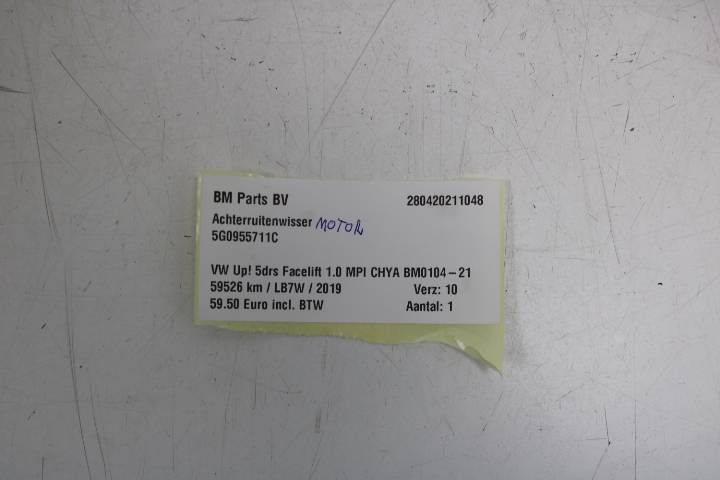 BM Parts BV 280420211048
Achterruitenwisser MOTOR
5G0955711C
VW Up! 5drs Facelift 1.0 MPI CHYA BM0104-21
59526 km / LB7W / 2019 Verz: 10
59.50 Euro incl. BTW Aantal: 1